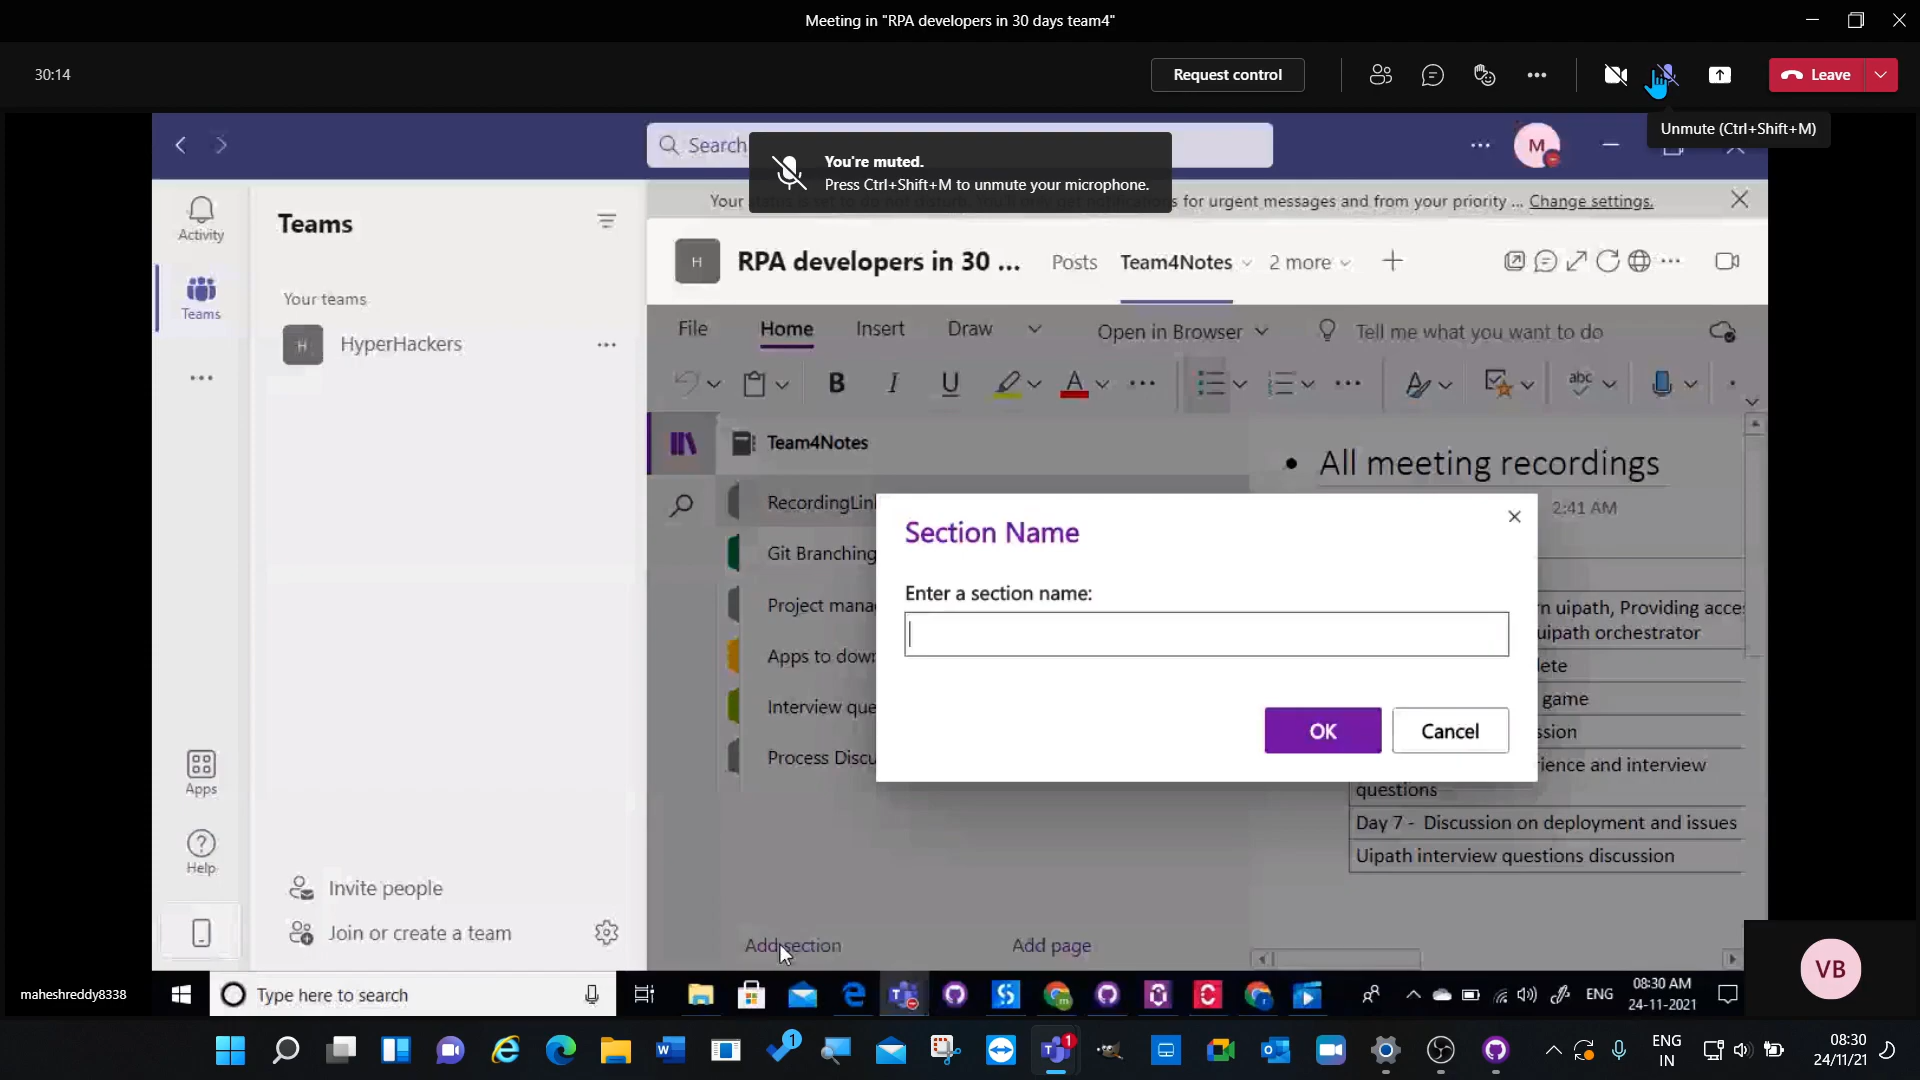 Meeting in "RPA developers in 30 days team4"
30:14
Request control
Leave
Unmute (Ctrl+Shift+M)
Search
M
You're muted.
Press Ctrl+Shift+M to unmute your microphone.
Your
for urgent messages and from your priority ... Change settings.
Activity
Teams
Apps
Help
Teams
Your teams
H
HyperHackers
Invite people
Join or create a team
H
RPA developers in 30 ...
Posts
Team4Notes
2 more
File
Home
Insert
Draw
Open in Browser
Tell me what you want to do
B
I
U
A
abc
Team4Notes
RecordingLin
Git Branching
Project mana
Apps to dow
Interview que
Process Discu
Add section
Add page
All meeting recordings
2:41 AM
n uipath, Providing acce
uipath orchestrator
lete
game
sion
ience and interview
questions
Day 7 - Discussion on deployment and issues
Uipath interview questions discussion
Section Name
Enter a section name:
OK
Cancel
VB
maheshreddy8338
Type here to search
ENG
08:30 AM
24-11-2021
1
1
ENG
IN
08:30
24/11/21